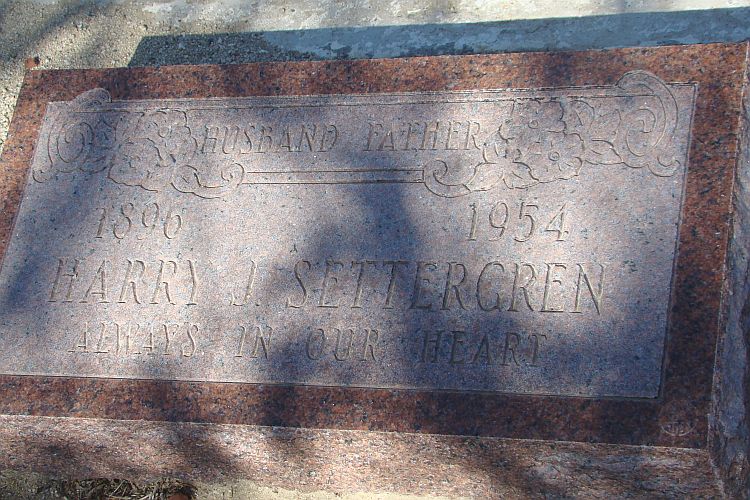 HUSBAND FATHER
1896 1954
HARRY J. SETTERGREN
ALWAYS IN OUR HEART